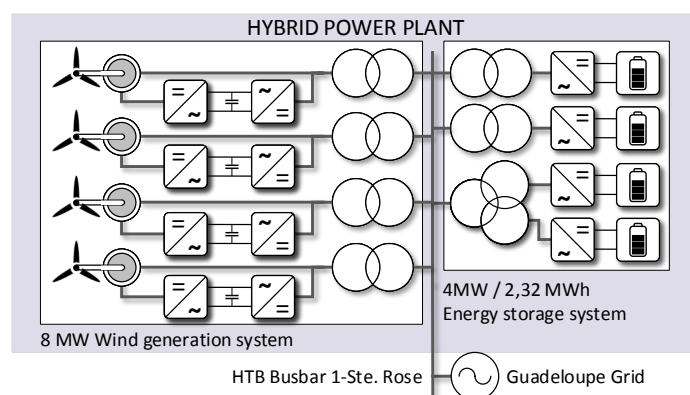 HYBRID POWER PLANT
4MW / 2,32 MWh
Energy storage system
8 MW Wind generation system
HTB Busbar 1-Ste. Rose
Guadeloupe Grid